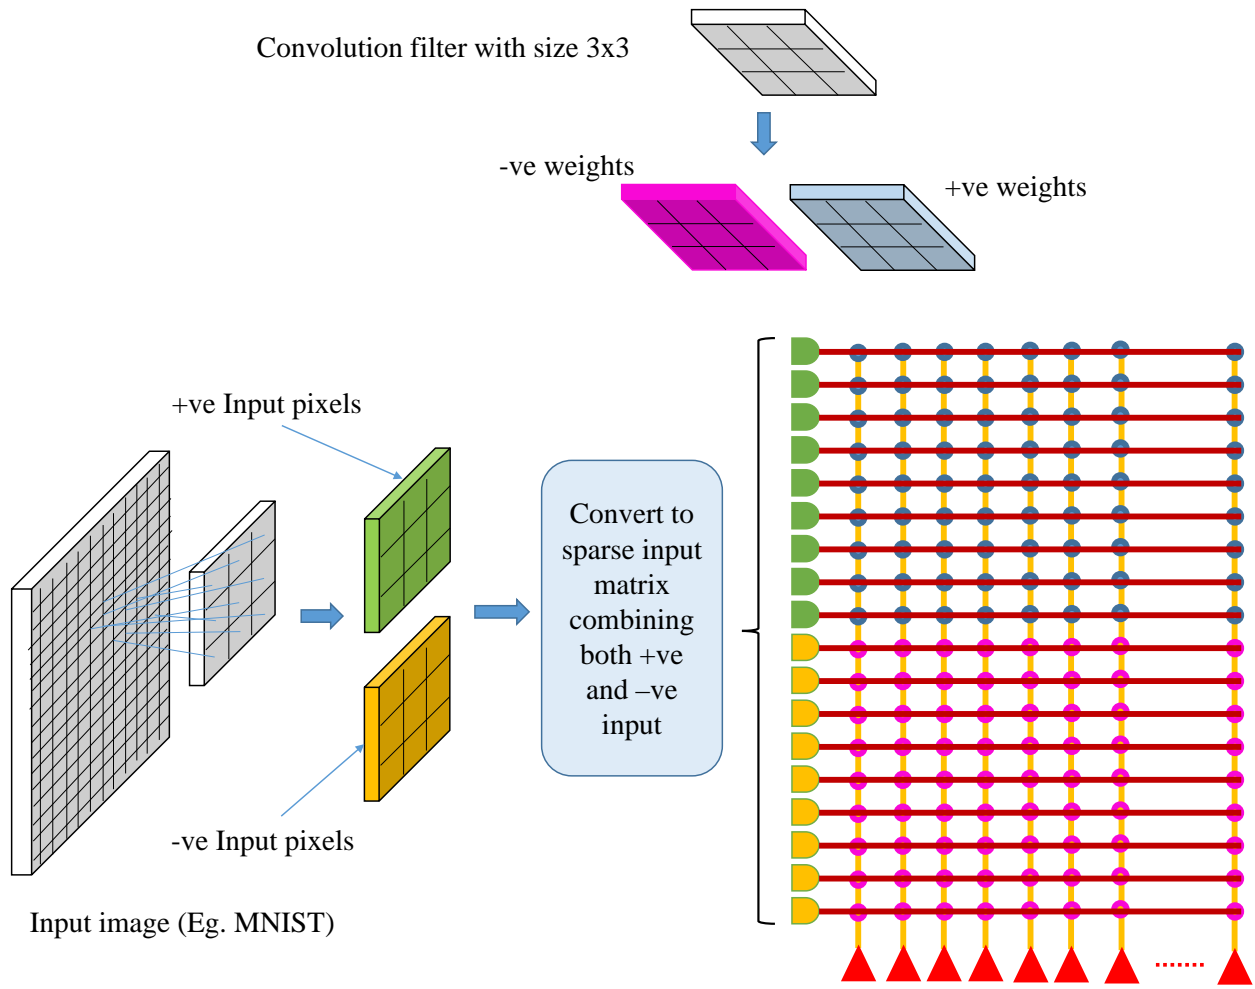 Convolution filter with size 3x3
-ve weights
+ve weights
+ve Input pixels
Convert to
sparse input
matrix
combining
both +ve
and –ve
input
-ve Input pixels
Input image (Eg. MNIST)